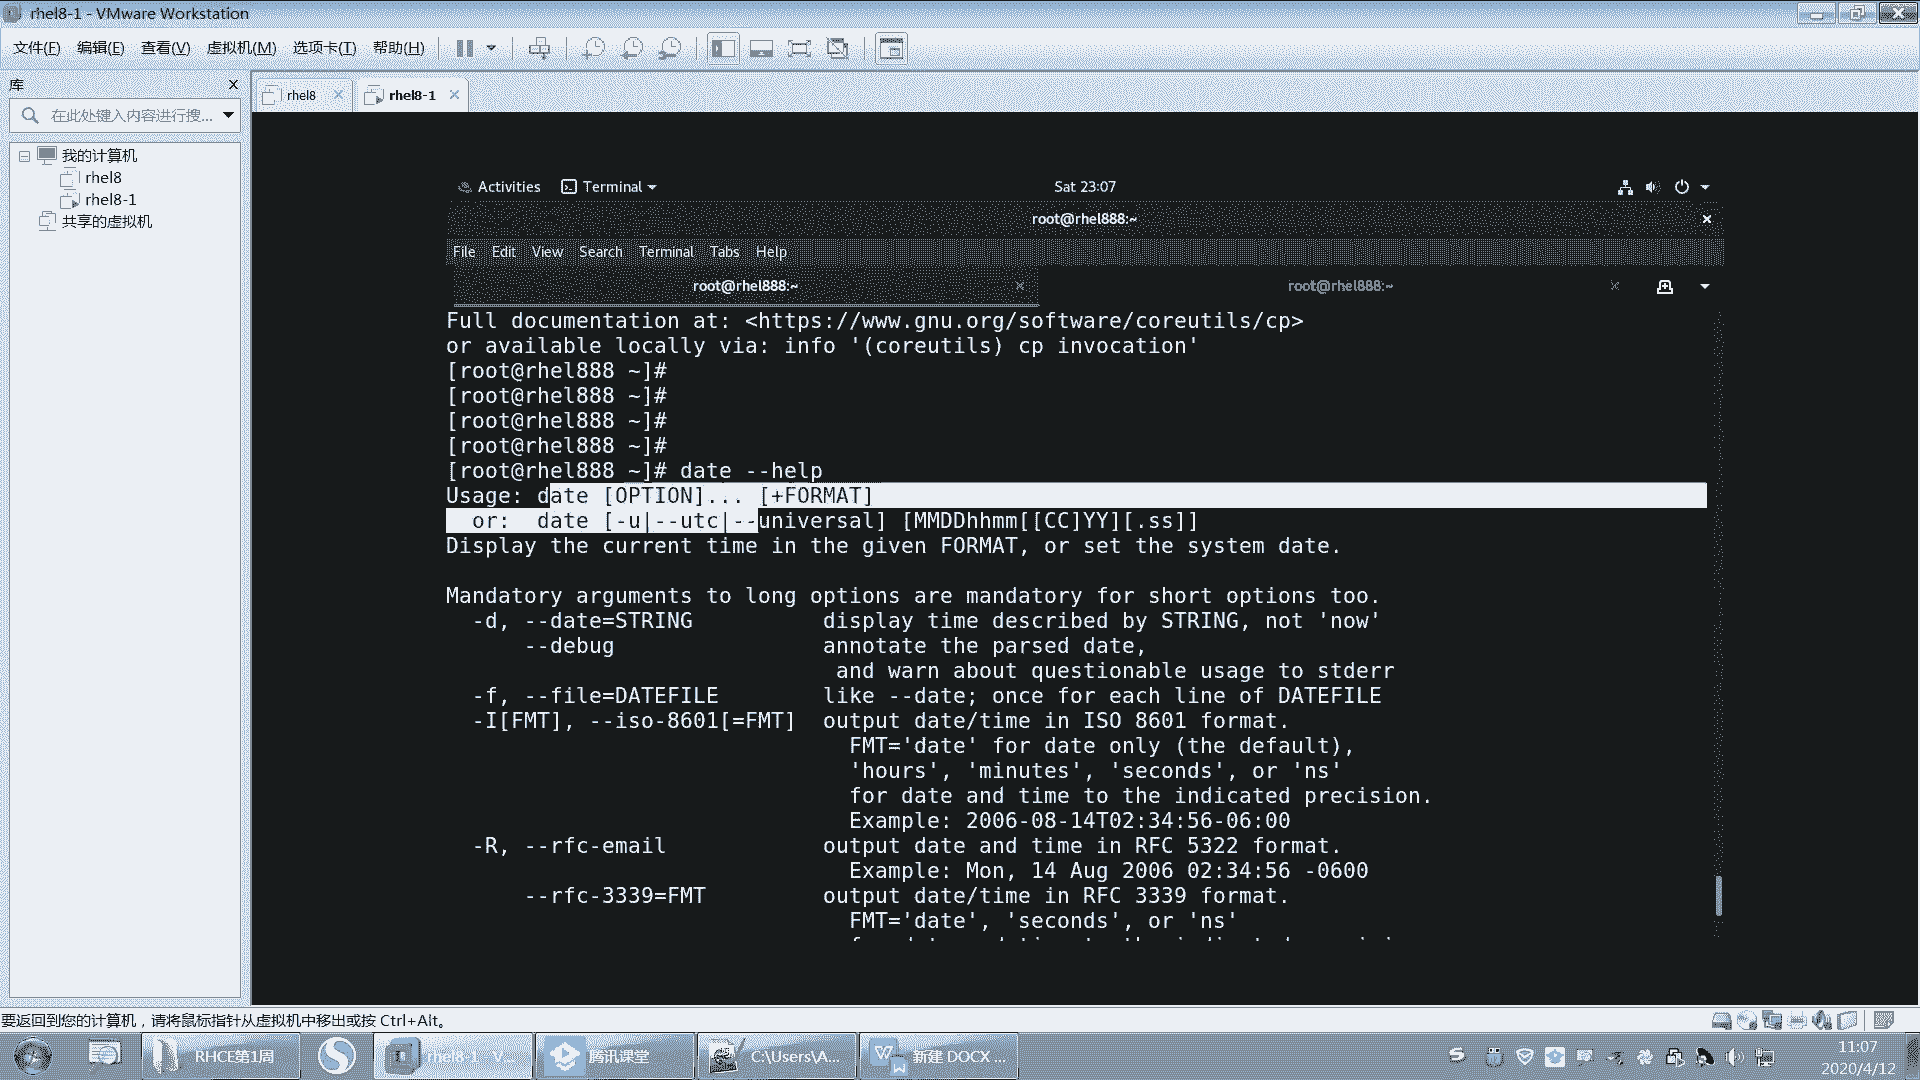 rhel8-1 - VMware Workstation
文件(F) 编辑(E) 查看(V) 虚拟机(M) 选项卡(T) 帮助(H)
库
在此处键入内容进行搜...
我的计算机
rhel8
rhel8-1
共享的虚拟机
rhel8
rhel8-1
Activities Terminal Sat 23:07
root@rhel888:~
File Edit View Search Terminal Tabs Help
root@rhel888:~ root@rhel888:~
Full documentation at: <https://www.gnu.org/software/coreutils/cp>
or available locally via: info '(coreutils) cp invocation'
[root@rhel888 ~]#
[root@rhel888 ~]#
[root@rhel888 ~]#
[root@rhel888 ~]#
[root@rhel888 ~]# date --help
Usage: date [OPTION]... [+FORMAT]
  or:  date [-u|--utc|--universal] [MMDDhhmm[[CC]YY][.ss]]
Display the current time in the given FORMAT, or set the system date.
Mandatory arguments to long options are mandatory for short options too.
  -d, --date=STRING          display time described by STRING, not 'now'
      --debug                annotate the parsed date,
                              and warn about questionable usage to stderr
  -f, --file=DATEFILE        like --date; once for each line of DATEFILE
  -I[FMT], --iso-8601[=FMT]  output date/time in ISO 8601 format.
                               FMT='date' for date only (the default),
                               'hours', 'minutes', 'seconds', or 'ns'
                               for date and time to the indicated precision.
                               Example: 2006-08-14T02:34:56-06:00
  -R, --rfc-email            output date and time in RFC 5322 format.
                               Example: Mon, 14 Aug 2006 02:34:56 -0600
      --rfc-3339=FMT         output date/time in RFC 3339 format.
                               FMT='date', 'seconds', or 'ns'
要返回到您的计算机，请将鼠标指针从虚拟机中移出或按 Ctrl+Alt。
RHCE第1周 rhel8-1 - V... 腾讯课堂 C:\Users\A... 新建 DOCX ...
11:07
2020/4/12